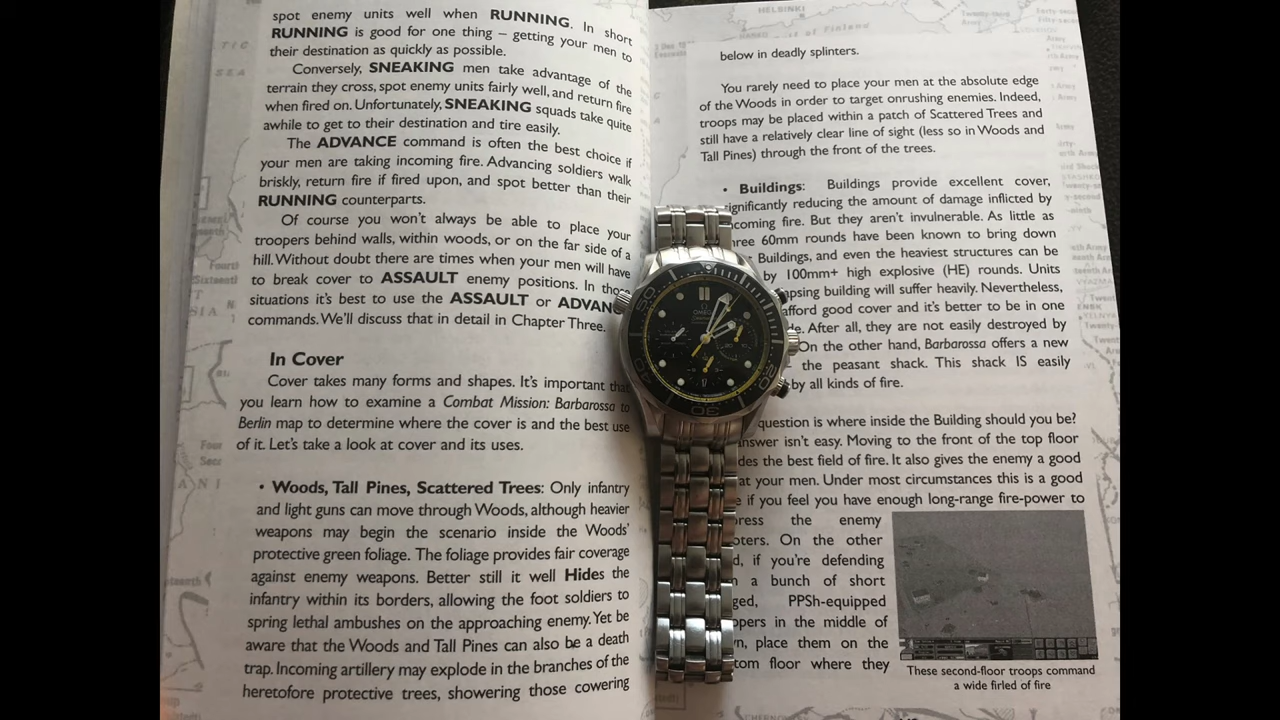 spot enemy units well when RUNNING. In short
RUNNING is good for one thing – getting your men to
their destination as quickly as possible.
Conversely, SNEAKING men take advantage of the
terrain they cross, spot enemy units fairly well, and return fire
when fired on. Unfortunately, SNEAKING squads take quite
awhile to get to their destination and tire easily.
The ADVANCE command is often the best choice if
your men are taking incoming fire. Advancing soldiers walk
briskly, return fire if fired upon, and spot better than their
RUNNING counterparts.
Of course you won't always be able to place your
troopers behind walls, within woods, or on the far side of a
hill. Without doubt there are times when your men will have
to break cover to ASSAULT enemy positions. In those
situations it's best to use the ASSAULT or ADVAN
commands. We'll discuss that in detail in Chapter Three.
In Cover
Cover takes many forms and shapes. It's important that
you learn how to examine a Combat Mission: Barbarossa to
Berlin map to determine where the cover is and the best use
of it. Let's take a look at cover and its uses.
• Woods, Tall Pines, Scattered Trees: Only infantry
and light guns can move through Woods, although heavier
weapons may begin the scenario inside the Woods'
protective green foliage. The foliage provides fair coverage
against enemy weapons. Better still it well Hides the
infantry within its borders, allowing the foot soldiers to
spring lethal ambushes on the approaching enemy. Yet be
aware that the Woods and Tall Pines can also be a death
trap. Incoming artillery may explode in the branches of the
heretofore protective trees, showering those cowering
HELSINKI
below in deadly splinters.
You rarely need to place your men at the absolute edge
of the Woods in order to target onrushing enemies. Indeed,
troops may be placed within a patch of Scattered Trees and
still have a relatively clear line of sight (less so in Woods and
Tall Pines) through the front of the trees.
• Buildings: Buildings provide excellent cover,
significantly reducing the amount of damage inflicted by
ncoming fire. But they aren't invulnerable. As little as
hree 60mm rounds have been known to bring down
Buildings, and even the heaviest structures can be
by 100mm+ high explosive (HE) rounds. Units
apsing building will suffer heavily. Nevertheless,
afford good cover and it's better to be in one
de. After all, they are not easily destroyed by
On the other hand, Barbarossa offers a new
the peasant shack. This shack IS easily
by all kinds of fire.
question is where inside the Building should you be?
answer isn't easy. Moving to the front of the top floor
des the best field of fire. It also gives the enemy a good
at your men. Under most circumstances this is a good
e if you feel you have enough long-range fire-power to
press the enemy
oters. On the other
d, if you're defending
a bunch of short
ged, PPSh-equipped
opers in the middle of
n, place them on the
tom floor where they
These second-floor troops command
a wide firled of fire
OMEGA
30
20